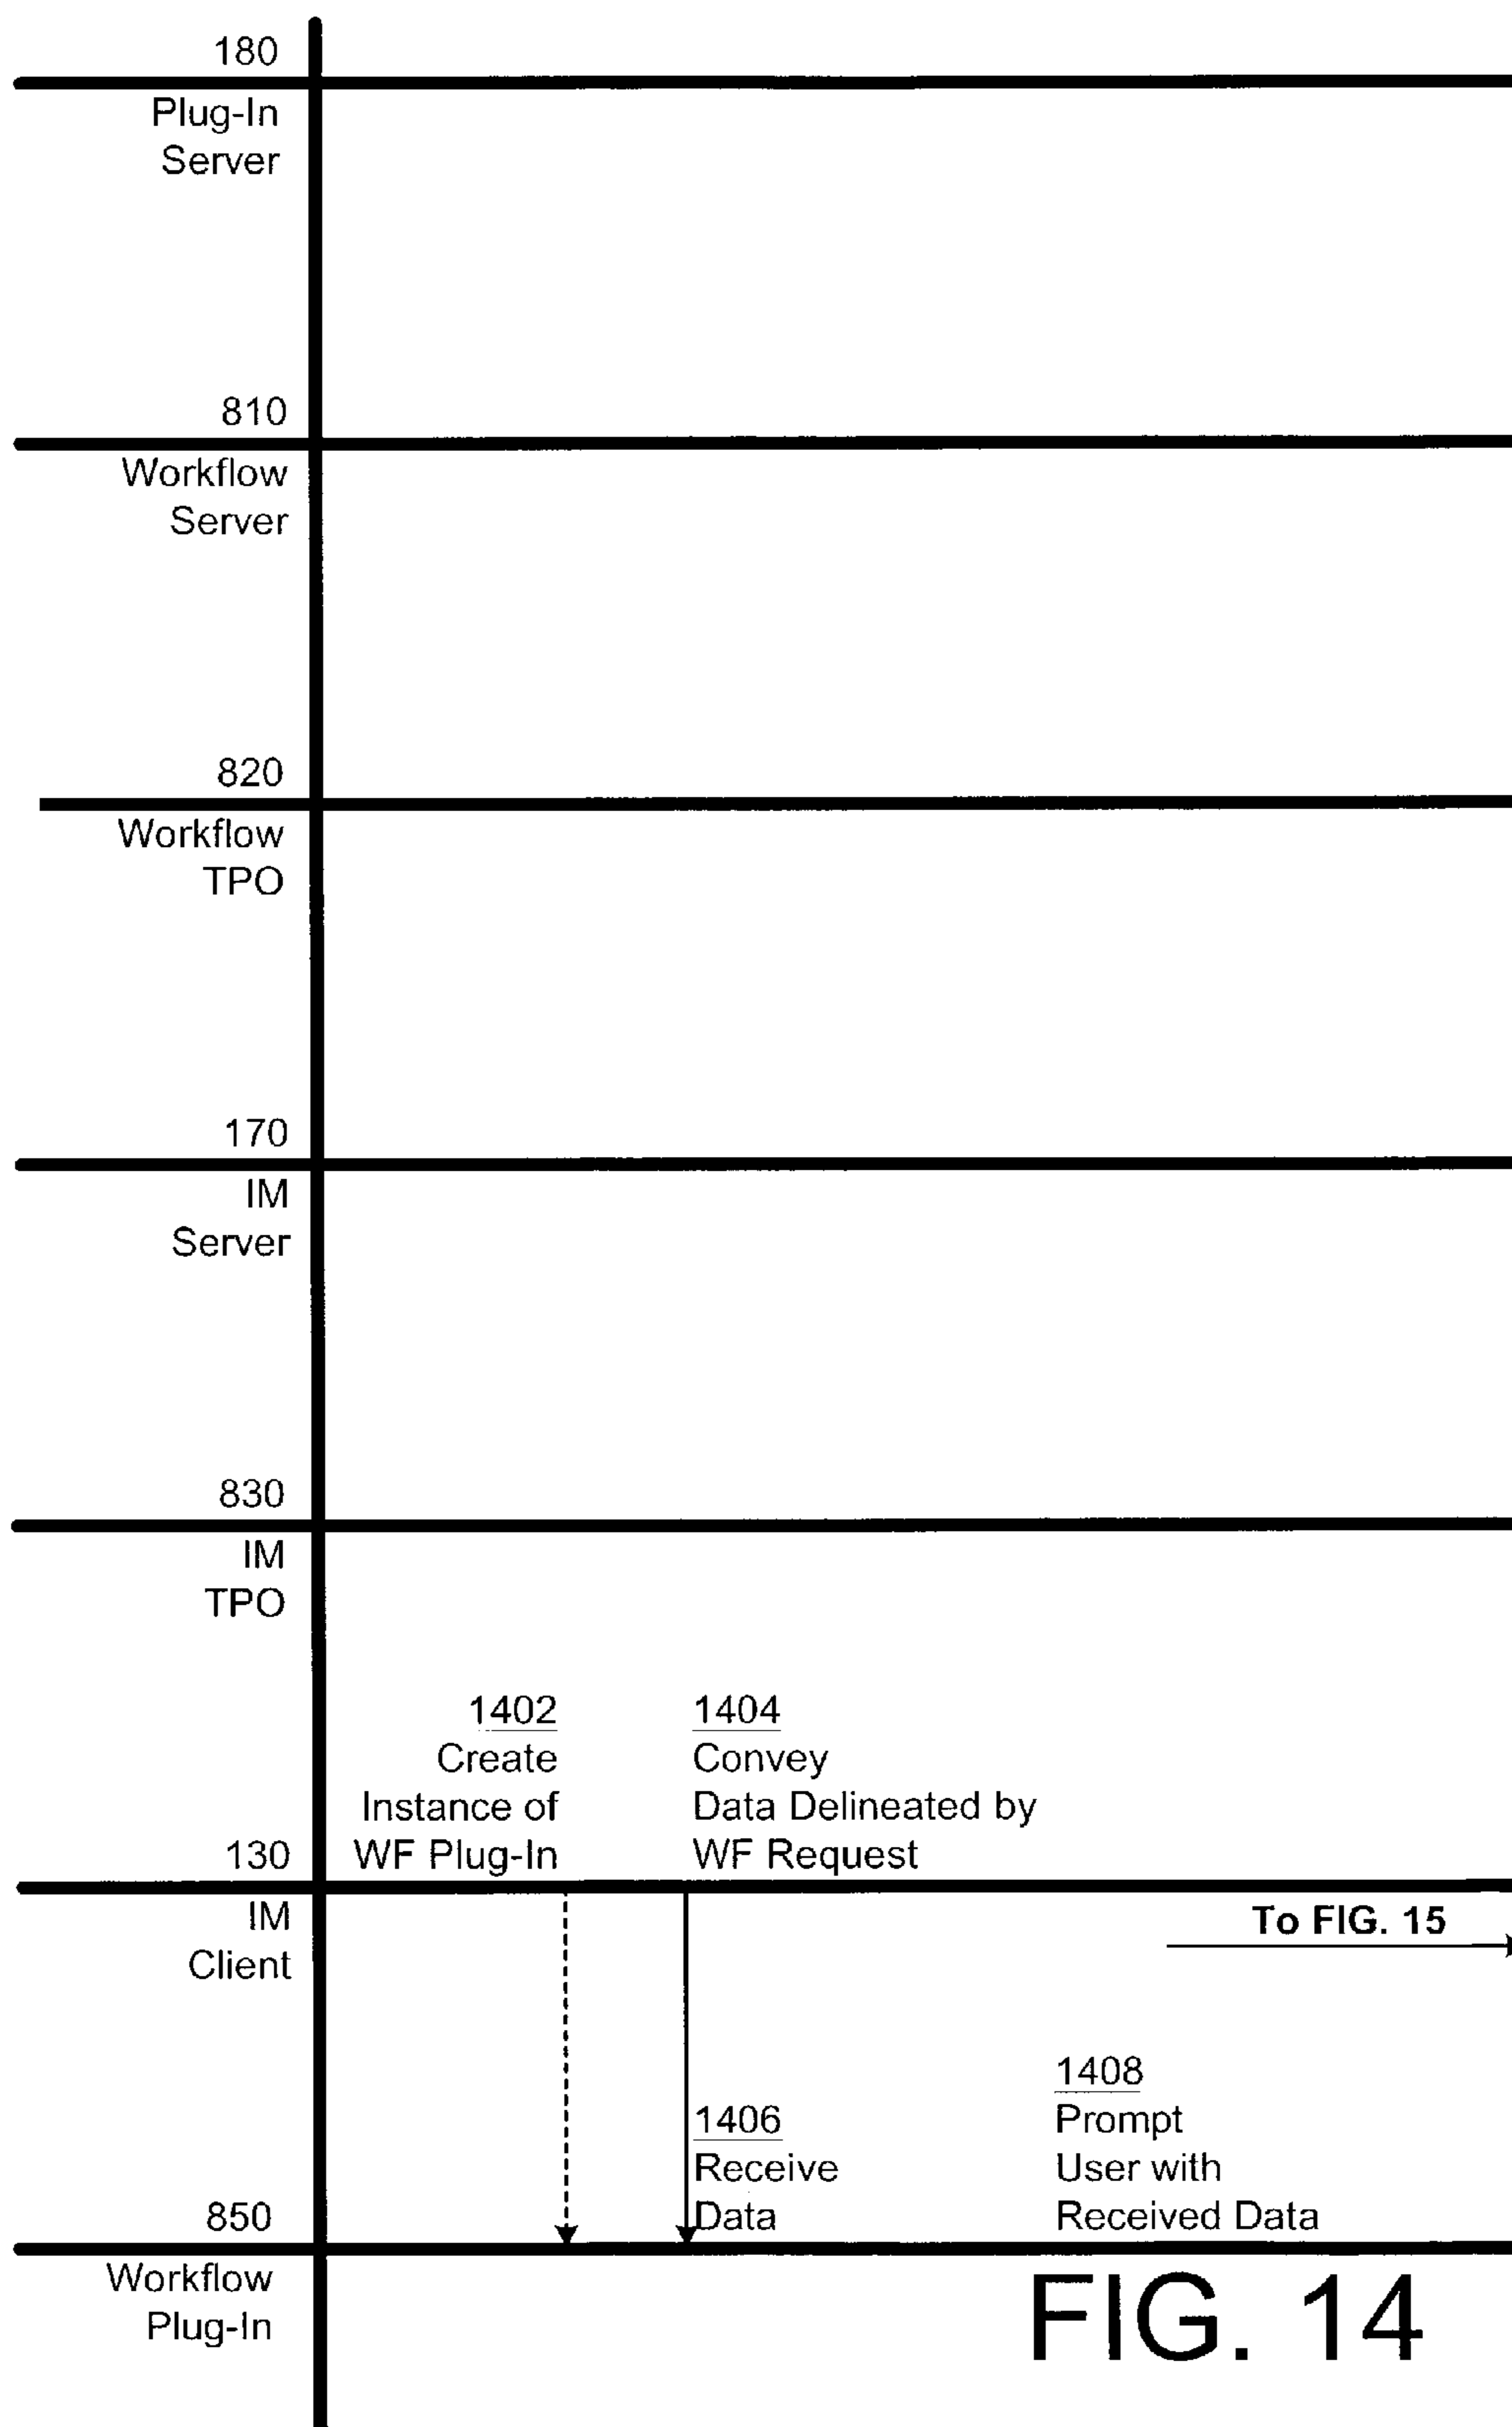 180
Plug-In
Server
810
Workflow
Server
820
Workflow
TPO
170
IM
Server
830
IM
TPO
1402
Create
Instance of
WF Plug-In
1404
Convey
Data Delineated by
WF Request
130
IM
Client
To FIG. 15
1406
Receive
Data
1408
Prompt
User with
Received Data
850
Workflow
Plug-In
FIG. 14